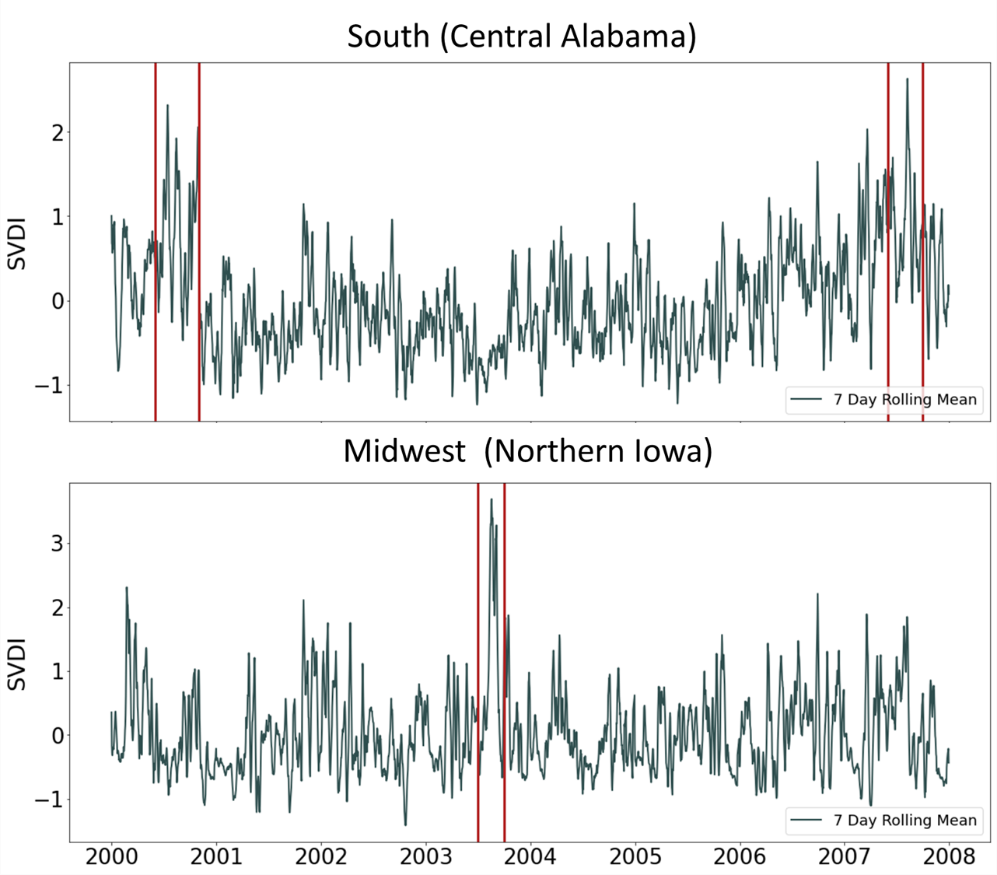 South (Central Alabama)
SVDI
2
1
0
−1
7 Day Rolling Mean
Midwest  (Northern Iowa)
SVDI
3
2
1
0
−1
7 Day Rolling Mean
2000 2001 2002 2003 2004 2005 2006 2007 2008